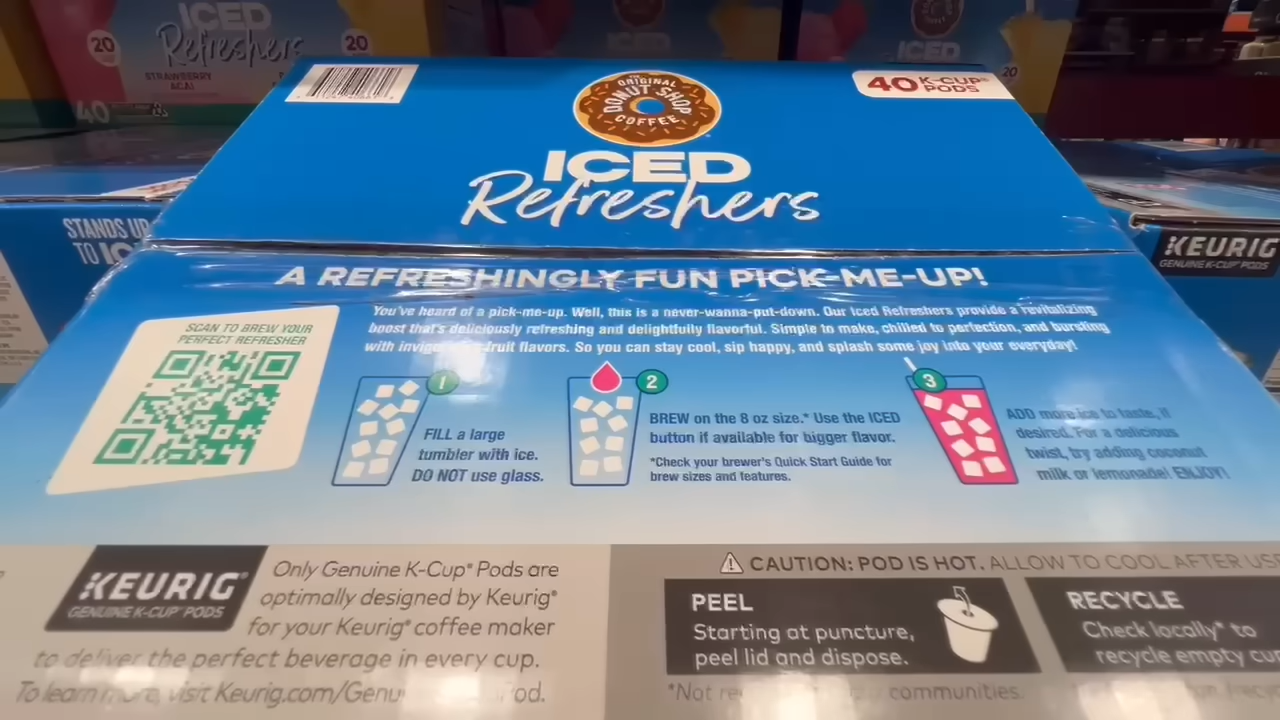 20
ICED
Refreshers
STRAWBERRY
ACAI
20
40
ICED
20
THE
ORIGINAL
DONUT SHOP
COFFEE
40 K-CUP®
PODS
ICED
Refreshers
STANDS UP
TO
KEURIG
GENUINE K-CUP® PODS
A REFRESHINGLY FUN PICK-ME-UP!
You've heard of a pick-me-up. Well, this is a never-wanna-put-down. Our Iced Refreshers provide a revitalizing
boost that's deliciously refreshing and delightfully flavorful. Simple to make, chilled to perfection, and bursting
with fruit flavors. So you can stay cool, sip happy, and splash some joy into your everyday!
SCAN TO BREW YOUR
PERFECT REFRESHER
1
FILL a large
tumbler with ice.
DO NOT use glass.
2
BREW on the 8 oz size.* Use the ICED
button if available for bigger flavor.
*Check your brewer's Quick Start Guide for
brew sizes and features.
3
ADD more ice to taste, if
desired. For a delicious
twist, try adding coconut
milk or lemonade! ENJOY!
KEURIG®
GENUINE K-CUP® PODS
Only Genuine K-Cup® Pods are
optimally designed by Keurig®
for your Keurig® coffee maker
to deliver the perfect beverage in every cup.
To learn more, visit Keurig.com/Genu
CAUTION: POD IS HOT. ALLOW TO COOL AFTER USE
PEEL
Starting at puncture,
peel lid and dispose.
RECYCLE
Check locally* to
recycle empty cup
*Not communities.